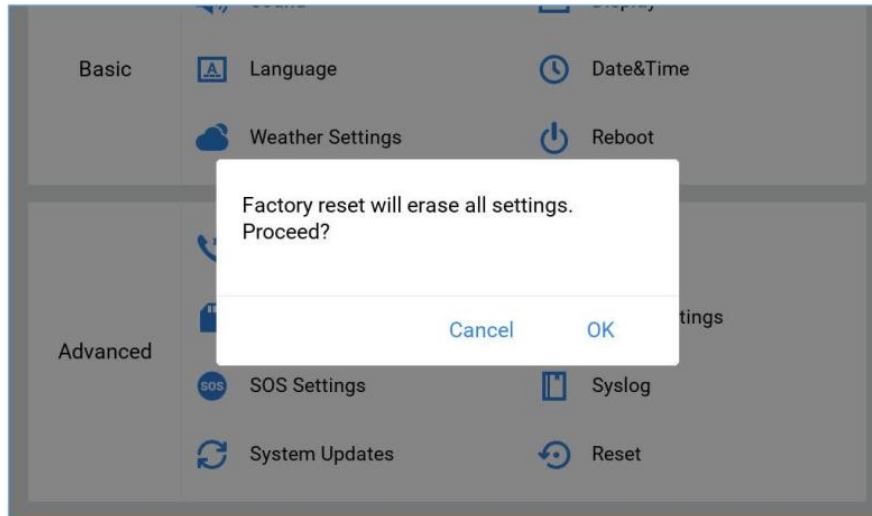 Basic
Language
Date&Time
Weather Settings
Reboot
Factory reset will erase all settings.
Proceed?
Cancel
OK
tings
Advanced
SOS
SOS Settings
Syslog
System Updates
Reset